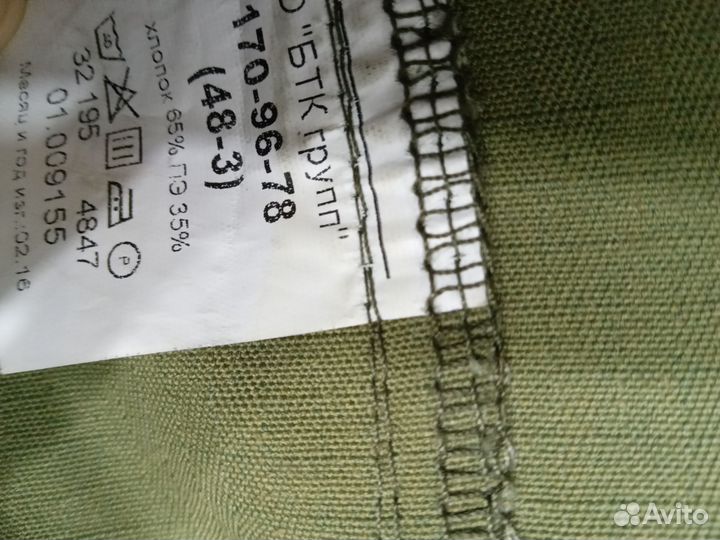 О "БТК групп"
170-96-78
(48-3)
хлопок 65% ПЭ 35%
P
32 195 4847
01.009155
Месяц и год изг.:02.16
Avito